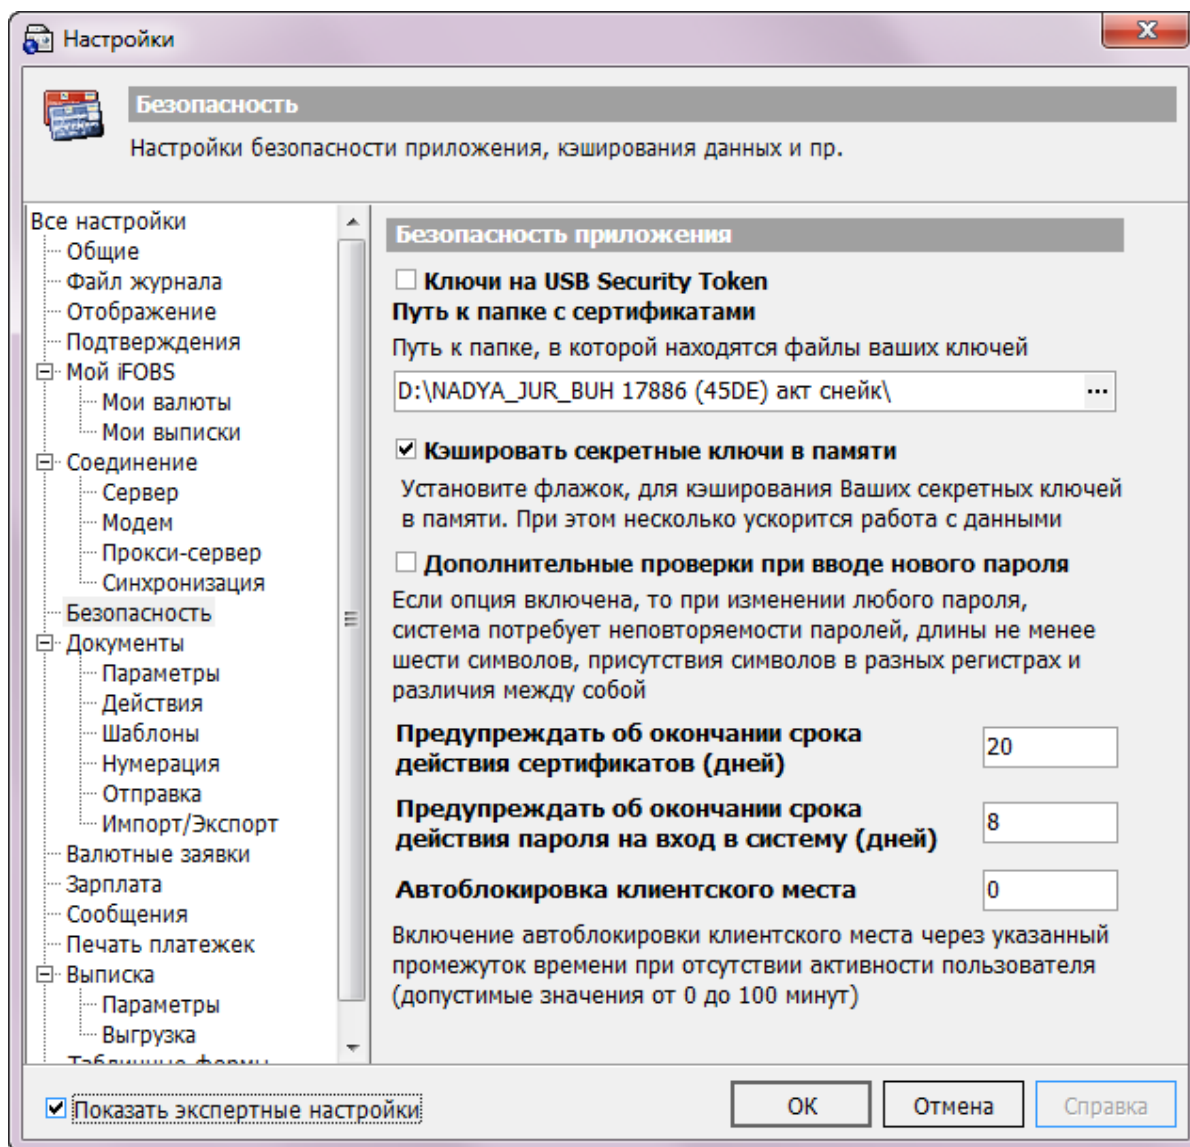 Настройки
Безопасность
Настройки безопасности приложения, кэширования данных и пр.
Все настройки
Общие
Файл журнала
Отображение
Подтверждения
Мой iFOBS
Мои валюты
Мои выписки
Соединение
Сервер
Модем
Прокси-сервер
Синхронизация
Безопасность
Документы
Параметры
Действия
Шаблоны
Нумерация
Отправка
Импорт/Экспорт
Валютные заявки
Зарплата
Сообщения
Печать платежек
Выписка
Параметры
Выгрузка
Табличные формы
Безопасность приложения
Ключи на USB Security Token
Путь к папке с сертификатами
Путь к папке, в которой находятся файлы ваших ключей
D:\NADYA_JUR_BUH 17886 (45DE) акт снейк\ ...
Кэшировать секретные ключи в памяти
Установите флажок, для кэширования Ваших секретных ключей
в памяти. При этом несколько ускорится работа с данными
Дополнительные проверки при вводе нового пароля
Если опция включена, то при изменении любого пароля,
система потребует неповторяемости паролей, длины не менее
шести символов, присутствия символов в разных регистрах и
различия между собой
Предупреждать об окончании срока
действия сертификатов (дней)
20
Предупреждать об окончании срока
действия пароля на вход в систему (дней)
8
Автоблокировка клиентского места
0
Включение автоблокировки клиентского места через указанный
промежуток времени при отсутствии активности пользователя
(допустимые значения от 0 до 100 минут)
Показать экспертные настройки
ОК
Отмена
Справка